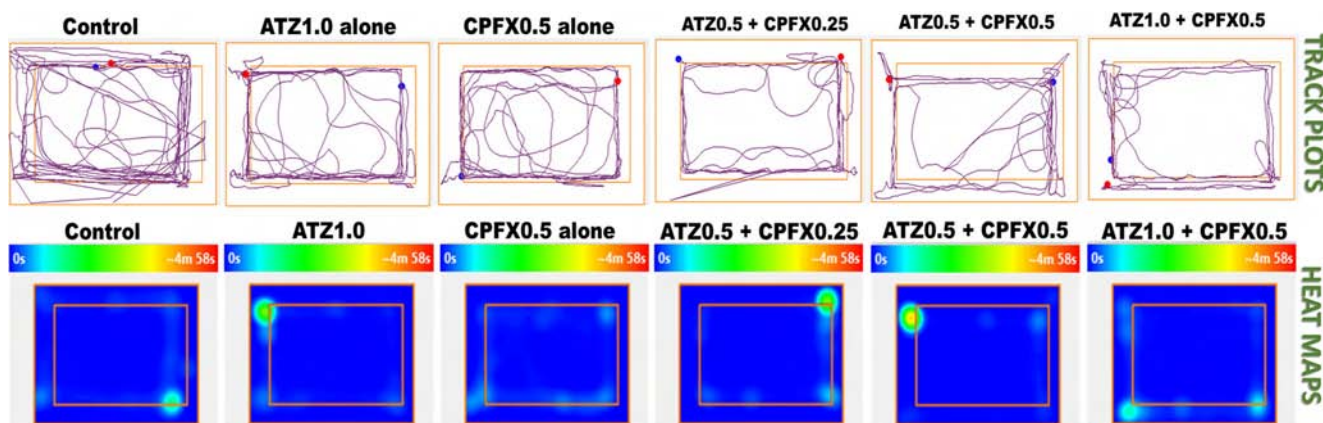 Control ATZ1.0 alone CPFX0.5 alone ATZ0.5 + CPFX0.25 ATZ0.5 + CPFX0.5 ATZ1.0 + CPFX0.5
TRACK PLOTS
Control ATZ1.0 CPFX0.5 alone ATZ0.5 + CPFX0.25 ATZ0.5 + CPFX0.5 ATZ1.0 + CPFX0.5
0s ~4m 58s 0s ~4m 58s 0s ~4m 58s 0s ~4m 58s 0s ~4m 58s 0s ~4m 58s
HEAT MAPS